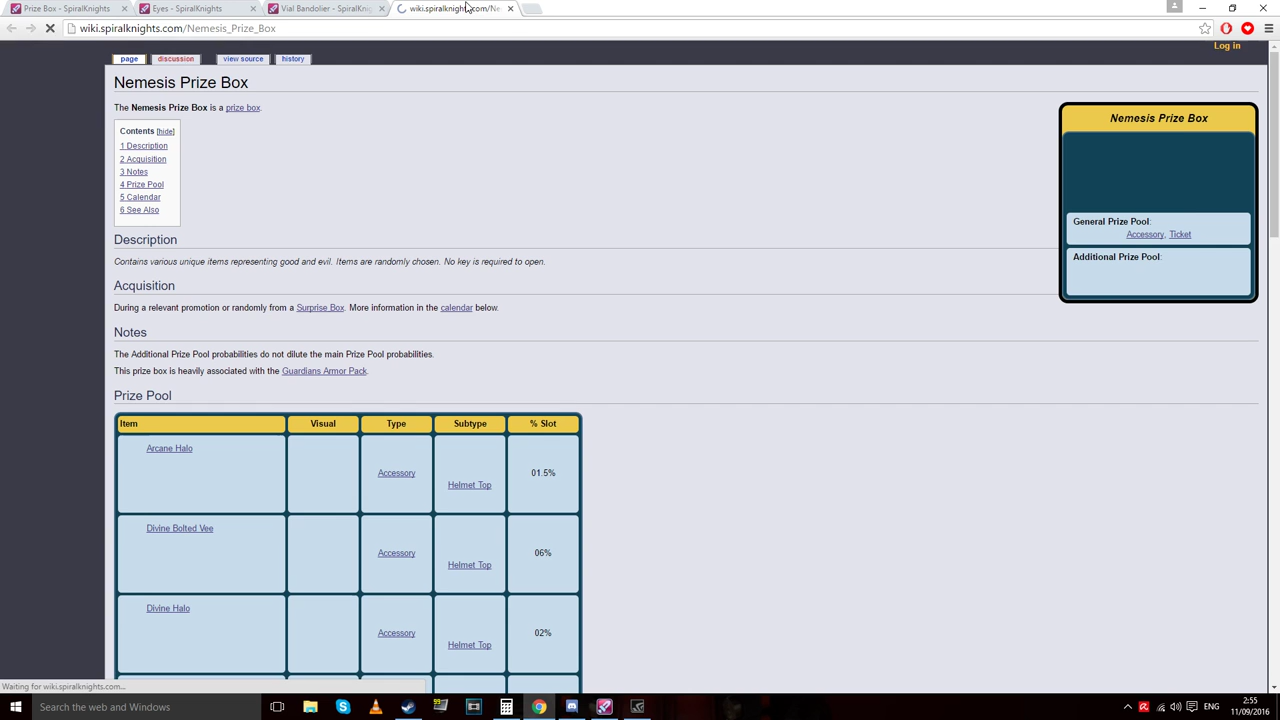 Prize Box - SpiralKnights
Eyes - SpiralKnights
Vial Bandolier - SpiralKni
wiki.spiralknights.com/Ne
wiki.spiralknights.com/Nemesis_Prize_Box
Log in
page
discussion
view source
history
Nemesis Prize Box
The Nemesis Prize Box is a prize box.
Contents [hide]
1 Description
2 Acquisition
3 Notes
4 Prize Pool
5 Calendar
6 See Also
Nemesis Prize Box
General Prize Pool:
Accessory, Ticket
Additional Prize Pool:
Description
Contains various unique items representing good and evil. Items are randomly chosen. No key is required to open.
Acquisition
During a relevant promotion or randomly from a Surprise Box. More information in the calendar below.
Notes
The Additional Prize Pool probabilities do not dilute the main Prize Pool probabilities.
This prize box is heavily associated with the Guardians Armor Pack.
Prize Pool
Item Visual Type Subtype % Slot
Arcane Halo
Accessory
Helmet Top
01.5%
Divine Bolted Vee
Accessory
Helmet Top
06%
Divine Halo
Accessory
Helmet Top
02%
Waiting for wiki.spiralknights.com...
Search the web and Windows
ENG
2:55
11/09/2016